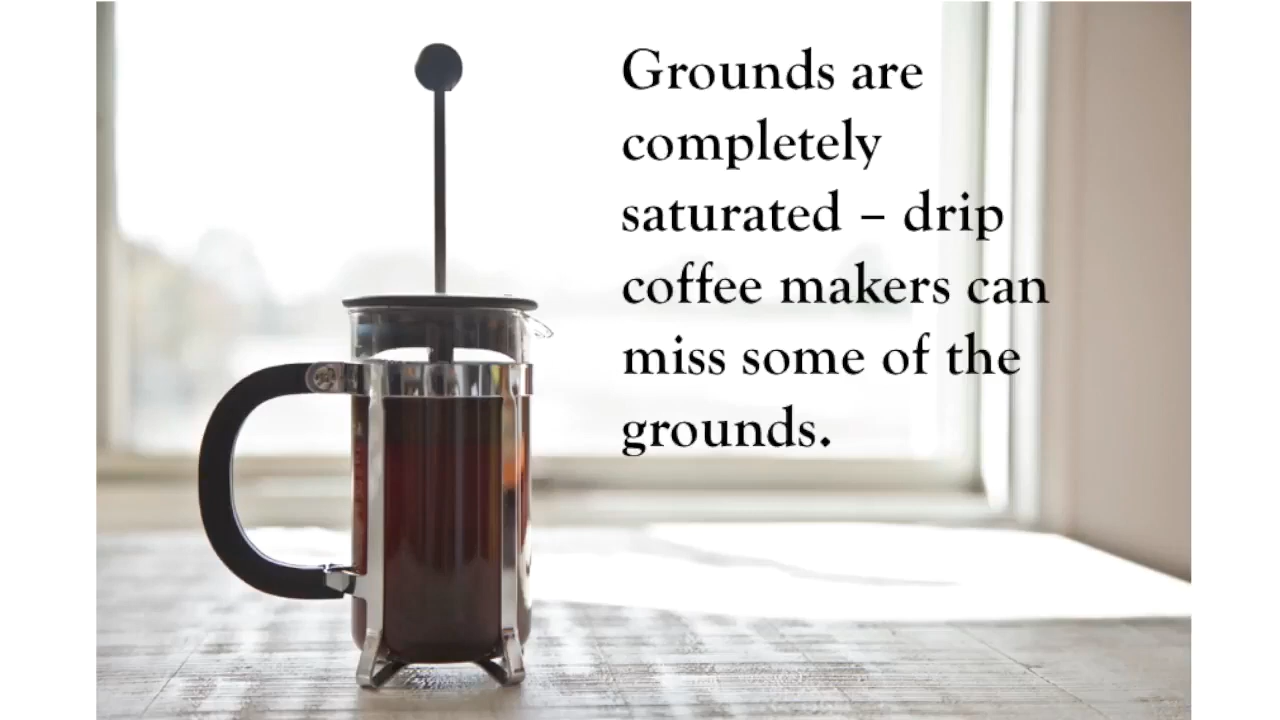 Grounds are
completely
saturated – drip
coffee makers can
miss some of the
grounds.